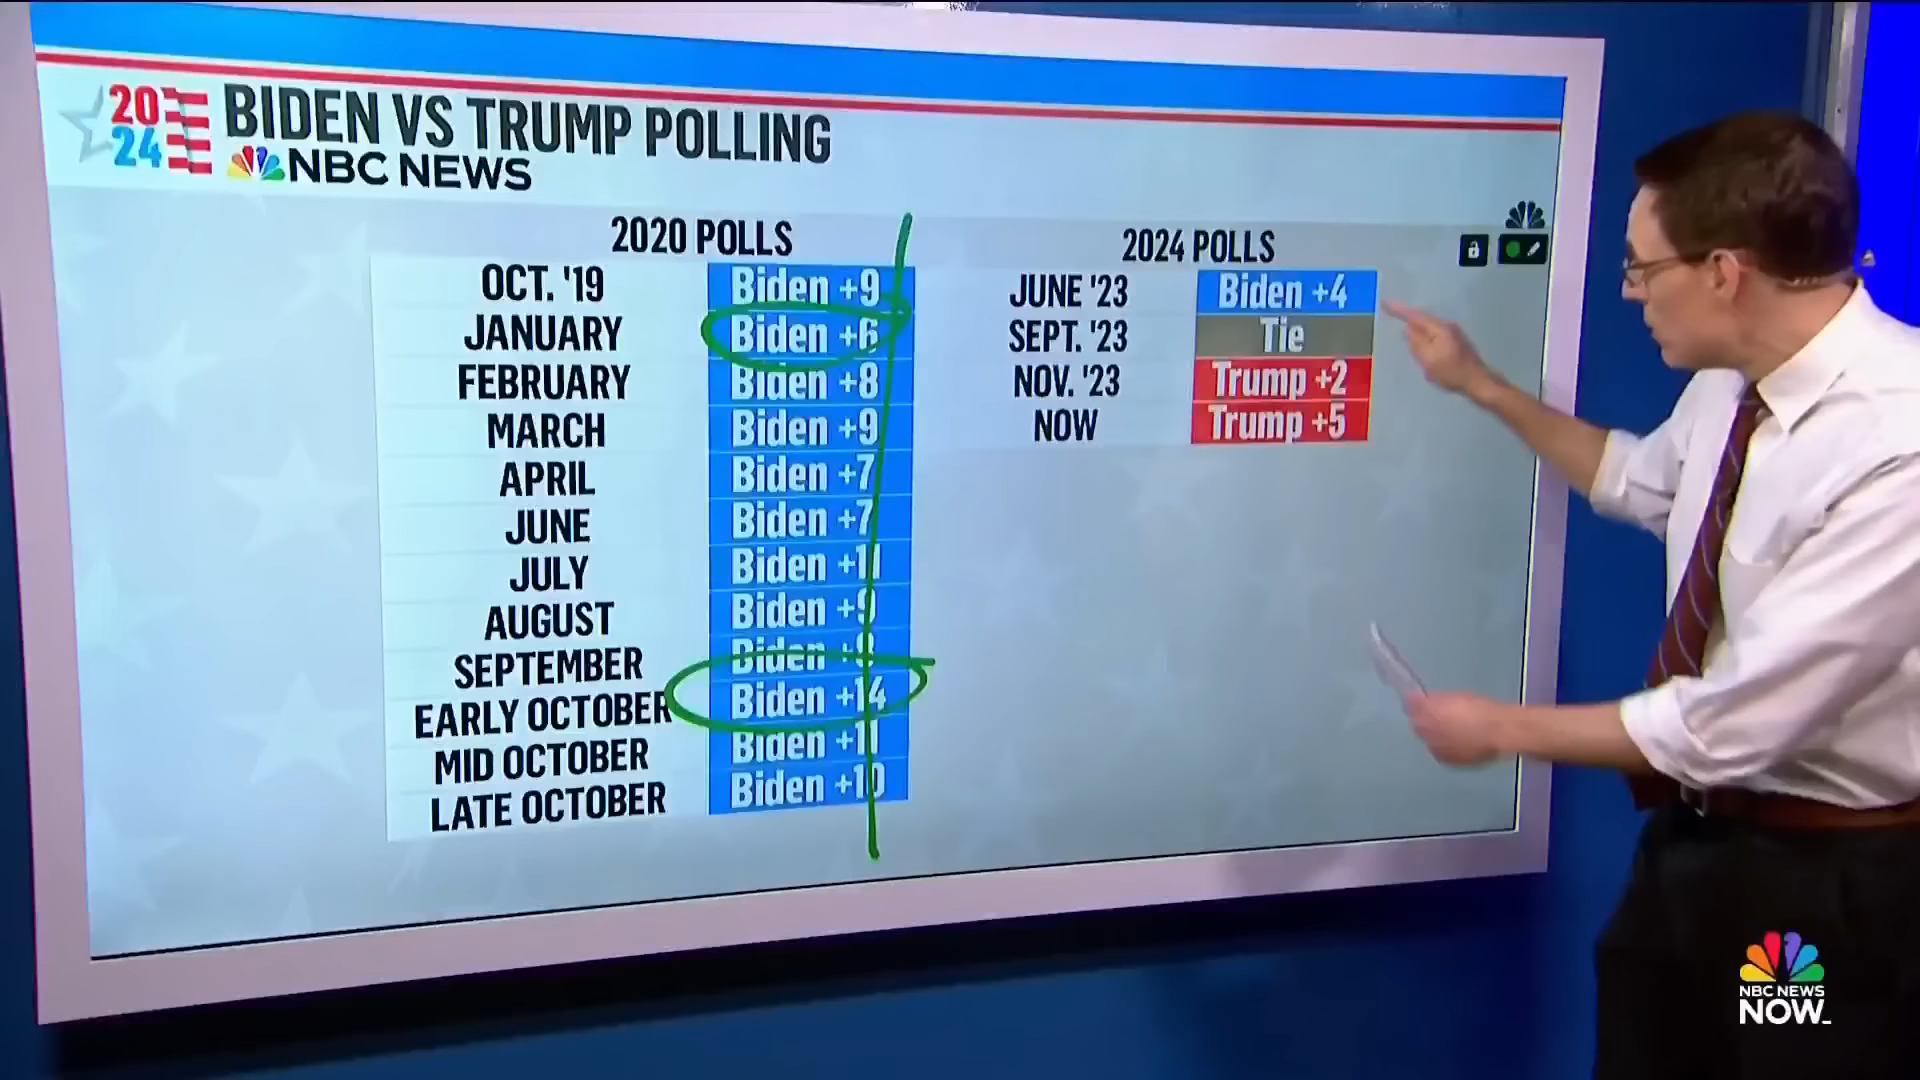 2024
BIDEN VS TRUMP POLLING
NBC NEWS
2020 POLLS
OCT. '19 Biden +9
JANUARY Biden +6
FEBRUARY Biden +8
MARCH Biden +9
APRIL Biden +7
JUNE Biden +7
JULY Biden +11
AUGUST Biden +9
SEPTEMBER Biden +8
EARLY OCTOBER Biden +14
MID OCTOBER Biden +11
LATE OCTOBER Biden +10
2024 POLLS
JUNE '23 Biden +4
SEPT. '23 Tie
NOV. '23 Trump +2
NOW Trump +5
NBC NEWS
NOW